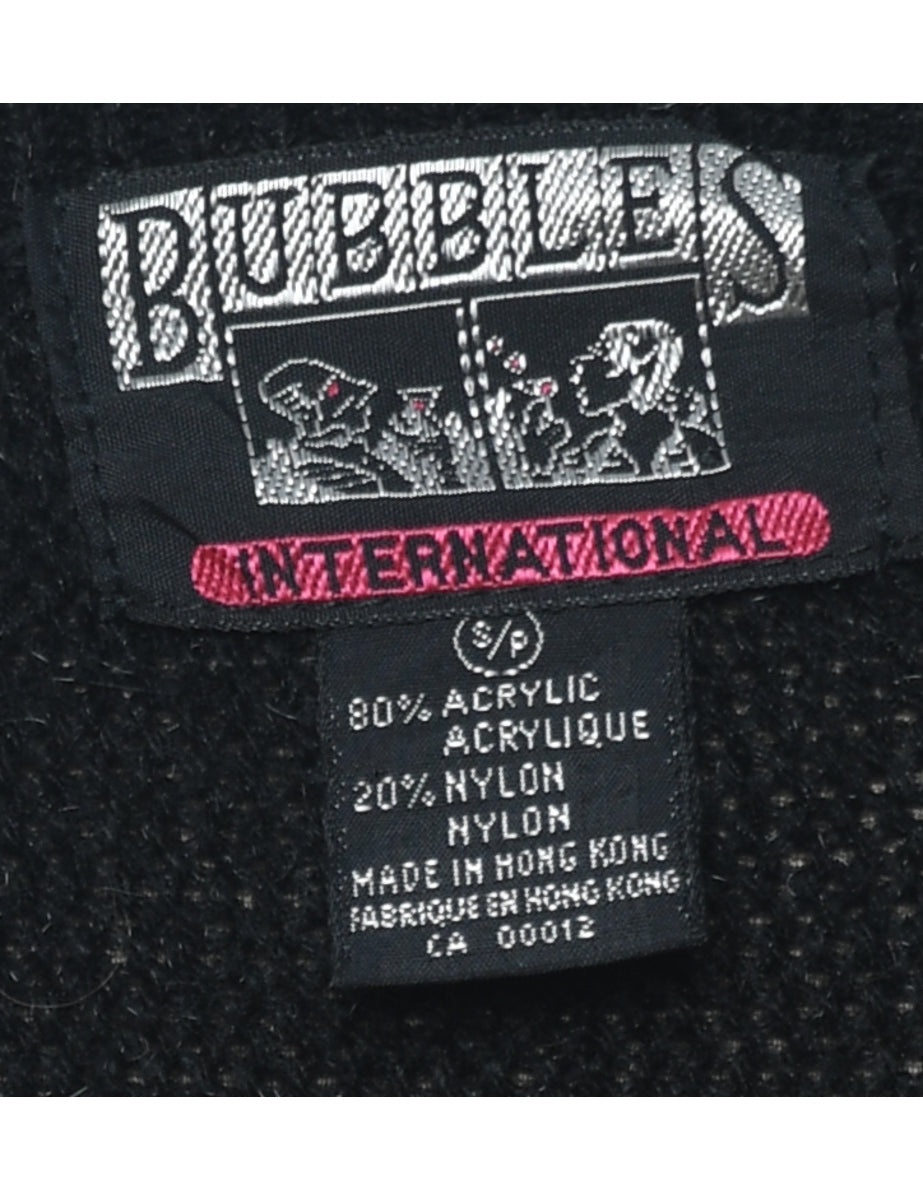 BUBBLES
INTERNATIONAL
S/P
80% ACRYLIC
ACRYLIQUE
20% NYLON
NYLON
MADE IN HONG KONG
FABRIQUE EN HONG KONG
CA 00012